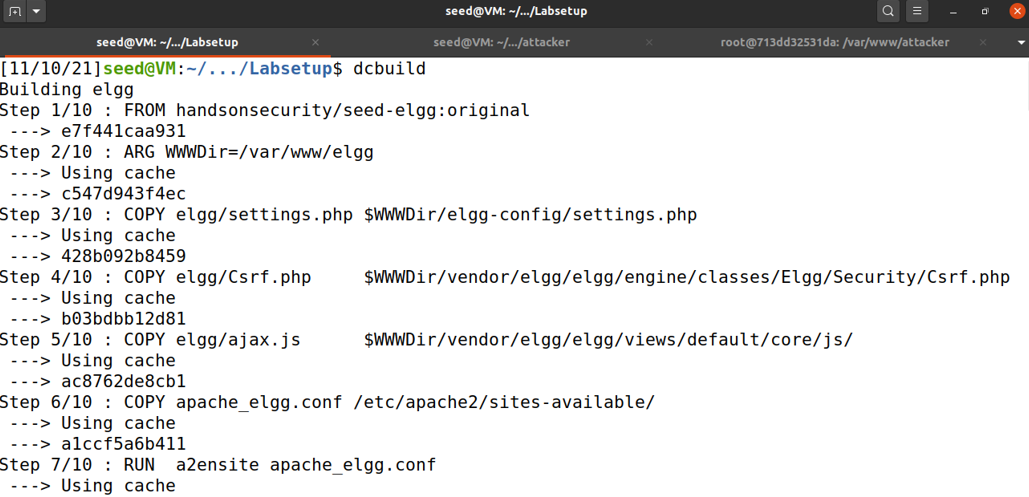 seed@VM: ~/.../Labsetup
seed@VM: ~/.../Labsetup seed@VM: ~/.../attacker root@713dd32531da: /var/www/attacker
[11/10/21]seed@VM:~/.../Labsetup$ dcbuild
Building elgg
Step 1/10 : FROM handsonsecurity/seed-elgg:original
 ---> e7f441caa931
Step 2/10 : ARG WWWDir=/var/www/elgg
 ---> Using cache
 ---> c547d943f4ec
Step 3/10 : COPY elgg/settings.php $WWWDir/elgg-config/settings.php
 ---> Using cache
 ---> 428b092b8459
Step 4/10 : COPY elgg/Csrf.php     $WWWDir/vendor/elgg/elgg/engine/classes/Elgg/Security/Csrf.php
 ---> Using cache
 ---> b03bdbb12d81
Step 5/10 : COPY elgg/ajax.js      $WWWDir/vendor/elgg/elgg/views/default/core/js/
 ---> Using cache
 ---> ac8762de8cb1
Step 6/10 : COPY apache_elgg.conf /etc/apache2/sites-available/
 ---> Using cache
 ---> a1ccf5a6b411
Step 7/10 : RUN  a2ensite apache_elgg.conf
 ---> Using cache